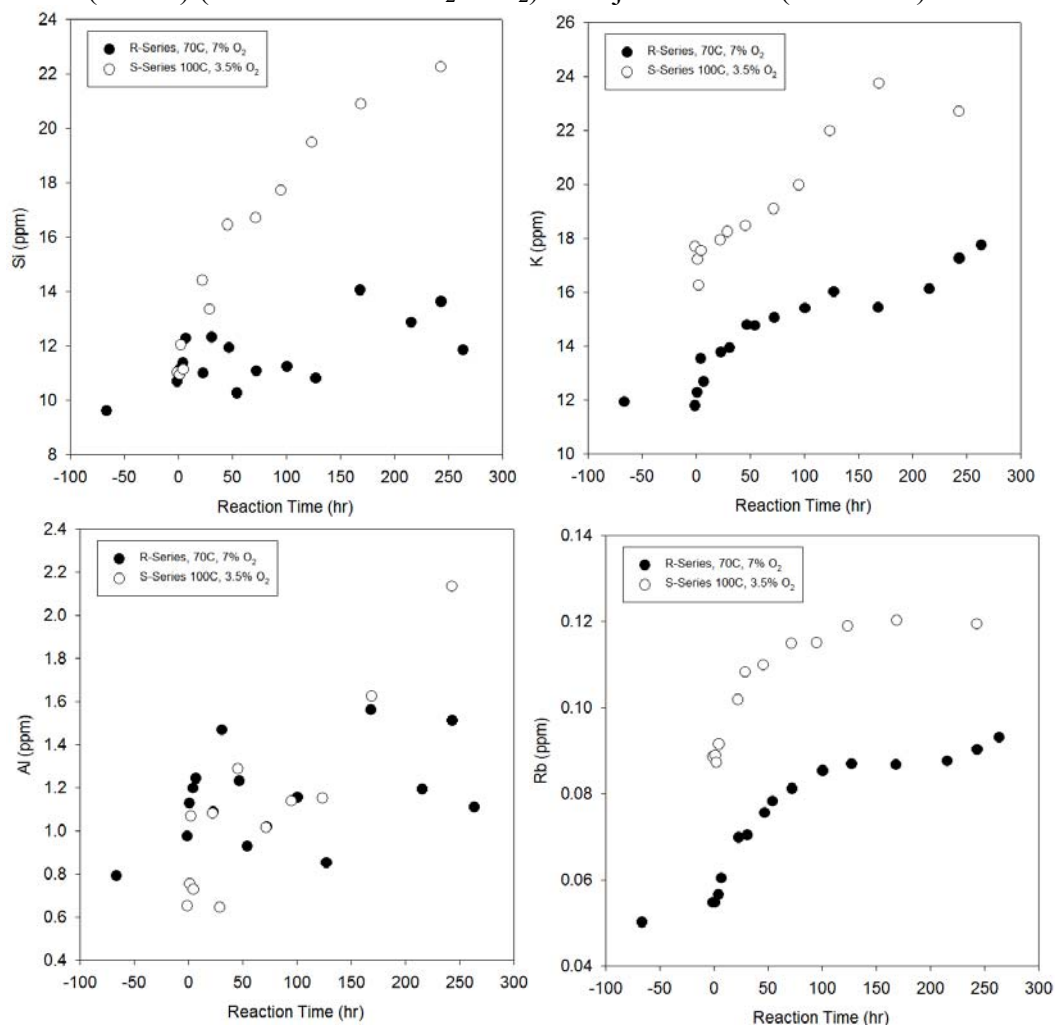 R-Series, 70C, 7% O₂
S-Series 100C, 3.5% O₂
Si (ppm)
22
20
18
16
14
12
10
8
-100 -50 0 50 100 150 200 250 300
Reaction Time (hr)
R-Series, 70C, 7% O₂
S-Series 100C, 3.5% O₂
K (ppm)
26
24
22
20
18
16
14
12
10
-100 -50 0 50 100 150 200 250 300
Reaction Time (hr)
R-Series, 70C, 7% O₂
S-Series 100C, 3.5% O₂
Al (ppm)
2.4
2.2
2.0
1.8
1.6
1.4
1.2
1.0
0.8
0.6
0.4
-100 -50 0 50 100 150 200 250 300
Reaction Time (hr)
R-Series, 70C, 7% O₂
S-Series 100C, 3.5% O₂
Rb (ppm)
0.14
0.12
0.10
0.08
0.06
0.04
-100 -50 0 50 100 150 200 250 300
Reaction Time (hr)